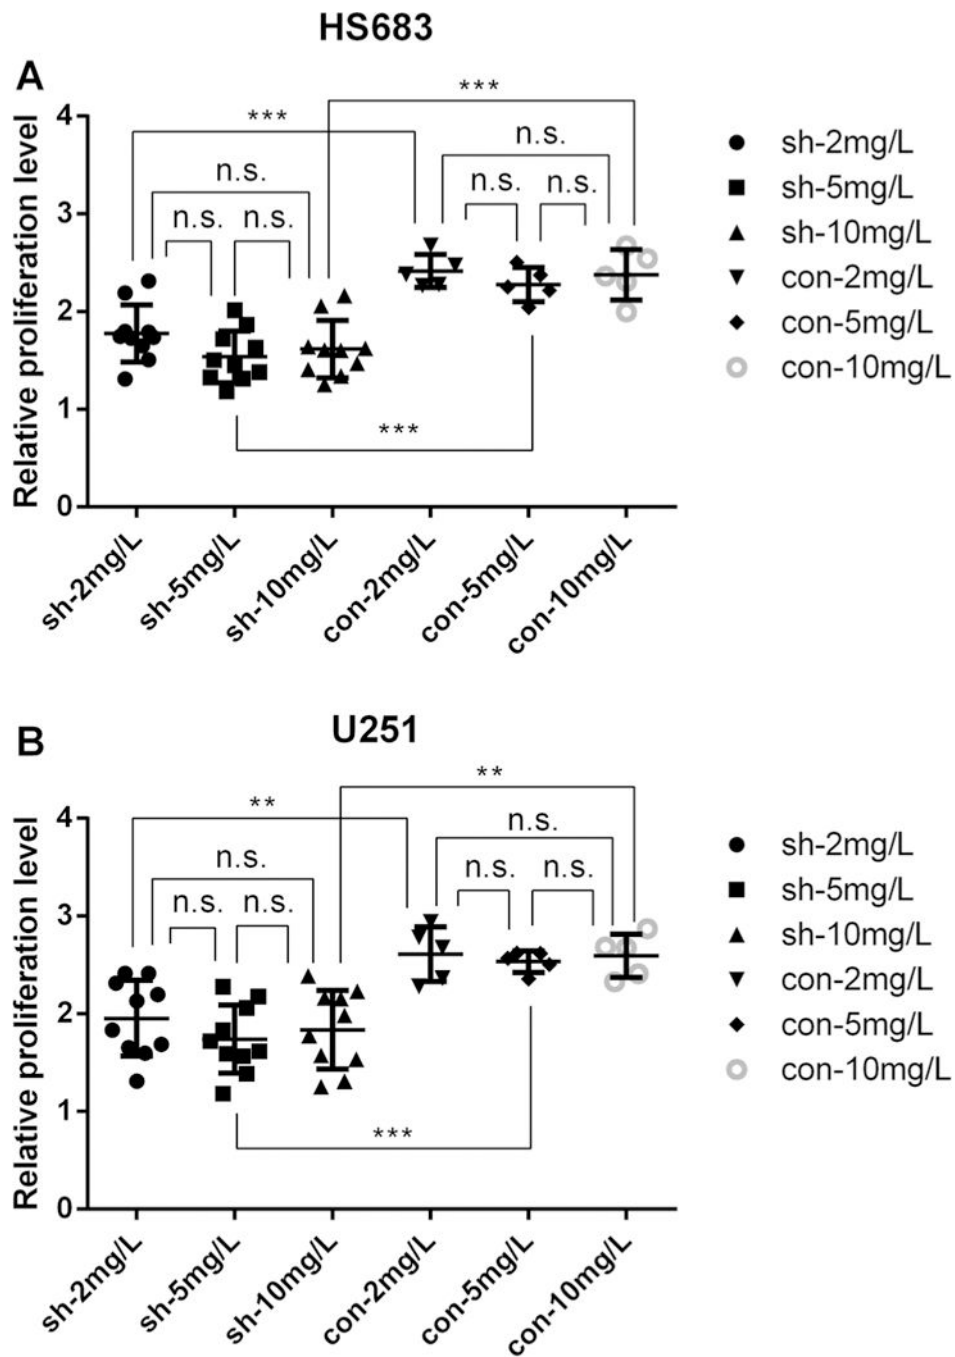 HS683
A
***
***
n.s.
n.s.
n.s.
n.s.
n.s.
n.s.
***
4
3
2
1
0
Relative proliferation level
sh-2mg/L
sh-5mg/L
sh-10mg/L
con-2mg/L
con-5mg/L
con-10mg/L
sh-2mg/L
sh-5mg/L
sh-10mg/L
con-2mg/L
con-5mg/L
con-10mg/L
U251
B
**
**
n.s.
n.s.
n.s.
n.s.
n.s.
n.s.
***
4
3
2
1
0
Relative proliferation level
sh-2mg/L
sh-5mg/L
sh-10mg/L
con-2mg/L
con-5mg/L
con-10mg/L
sh-2mg/L
sh-5mg/L
sh-10mg/L
con-2mg/L
con-5mg/L
con-10mg/L